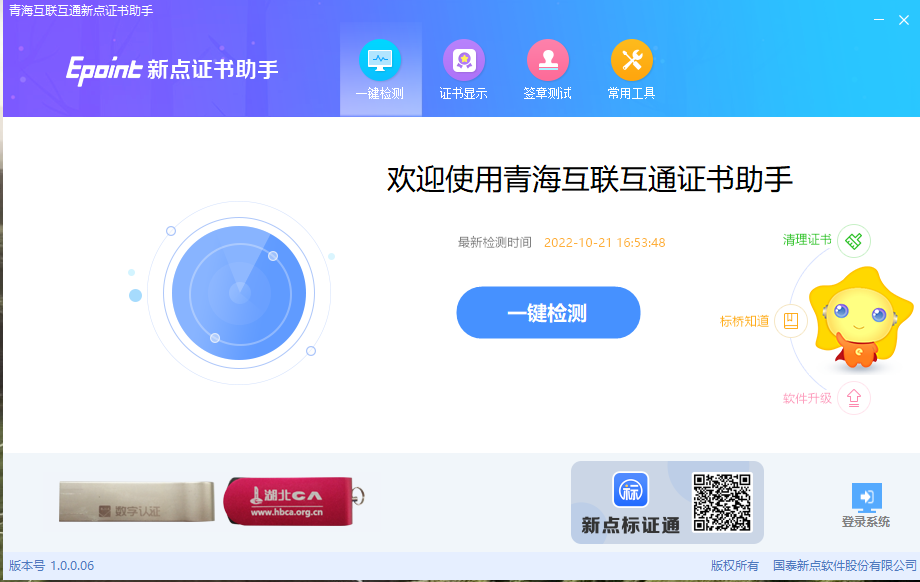 青海互联互通新点证书助手
Epoint 新点证书助手
一键检测
证书显示
签章测试
常用工具
欢迎使用青海互联互通证书助手
最新检测时间 2022-10-21 16:53:48
一键检测
清理证书
标桥知道
软件升级
数字认证
湖北CA
www.hbca.org.cn
标
新点标证通
登录系统
版本号 1.0.0.06
版权所有 国泰新点软件股份有限公司